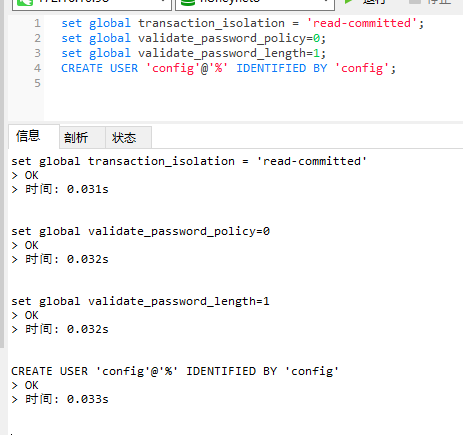 运行
停止
1 set global transaction_isolation = 'read-committed';
2 set global validate_password_policy=0;
3 set global validate_password_length=1;
4 CREATE USER 'config'@'%' IDENTIFIED BY 'config';
5
信息 剖析 状态
set global transaction_isolation = 'read-committed'
> OK
> 时间: 0.031s
set global validate_password_policy=0
> OK
> 时间: 0.032s
set global validate_password_length=1
> OK
> 时间: 0.032s
CREATE USER 'config'@'%' IDENTIFIED BY 'config'
> OK
> 时间: 0.033s